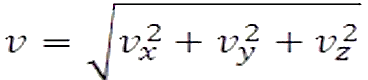 v = √(v_x² + v_y² + v_z²)